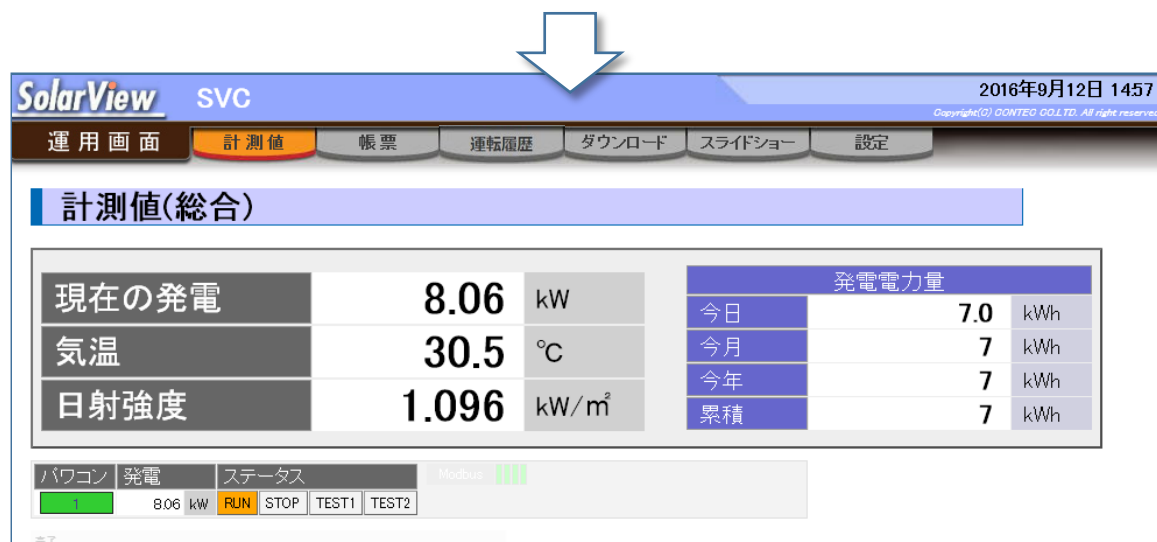 SolarView SVC 2016年9月12日 1457
Copyright(C) CONTEC CO.LTD. All right reserved
運用画面 計測値 帳票 運転履歴 ダウンロード スライドショー 設定
計測値(総合)
現在の発電 8.06 kW
気温 30.5 ℃
日射強度 1.096 kW/㎡
発電電力量
今日 7.0 kWh
今月 7 kWh
今年 7 kWh
累積 7 kWh
パワコン 発電 ステータス Modbus
1 8.06 kW RUN STOP TEST1 TEST2
完了